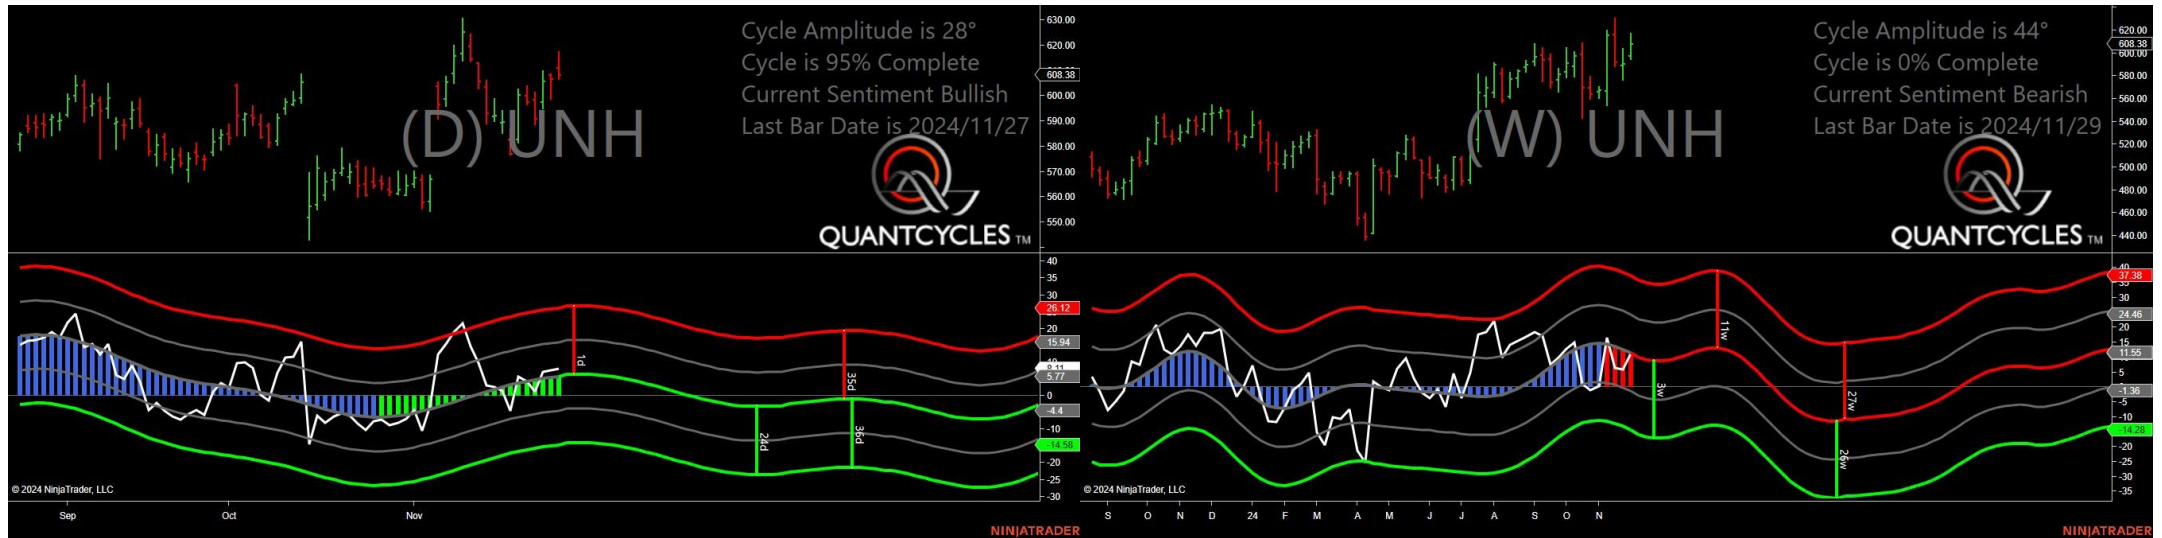 Cycle Amplitude is 28°
Cycle is 95% Complete
Current Sentiment Bullish
Last Bar Date is 2024/11/27
(D) UNH
QUANTCYCLES TM
630.00
620.00
608.38
600.00
590.00
580.00
570.00
560.00
550.00
40
35
30
26.12
20
15.94
5.77
0
-4.4
-10
-14.58
-20
-25
-30
1d
24d
35d
36d
© 2024 NinjaTrader, LLC
Sep Oct Nov
NINJATRADER
Cycle Amplitude is 44°
Cycle is 0% Complete
Current Sentiment Bearish
Last Bar Date is 2024/11/29
(W) UNH
QUANTCYCLES TM
620.00
608.38
600.00
580.00
560.00
540.00
520.00
500.00
480.00
460.00
440.00
40
37.38
35
30
24.46
20
15
11.55
5
-1.36
-5
-10
-14.28
-20
-25
-30
-35
3w
11w
27w
26w
© 2024 NinjaTrader, LLC
S O N D 24 F M A M J J A S O N
NINJATRADER